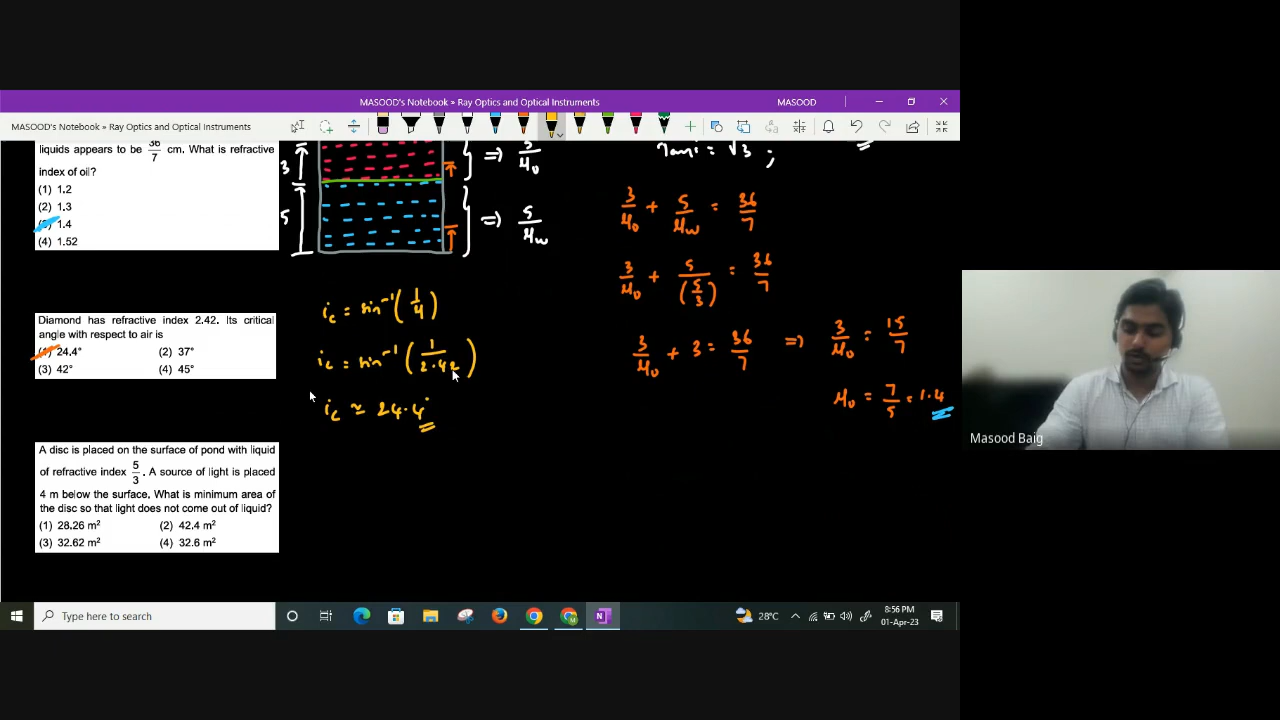 MASOOD's Notebook » Ray Optics and Optical Instruments
MASOOD
MASOOD's Notebook » Ray Optics and Optical Instruments
liquids appears to be 36/7 cm. What is refractive
index of oil?
(1) 1.2
(2) 1.3
(3) 1.4
(4) 1.52
3
5
⇒ 3/μo
⇒ 5/μw
tan i = √3 ;
3/μo + 5/μw = 36/7
3/μo + 5/(5/3) = 36/7
3/μo + 3 = 36/7 ⇒ 3/μo = 15/7
μo = 7/5 = 1.4
Diamond has refractive index 2.42. Its critical
angle with respect to air is
(1) 24.4° (2) 37°
(3) 42° (4) 45°
ic = sin⁻¹(1/μ)
ic = sin⁻¹(1/2.42)
ic ≃ 24.4°
A disc is placed on the surface of pond with liquid
of refractive index 5/3. A source of light is placed
4 m below the surface. What is minimum area of
the disc so that light does not come out of liquid?
(1) 28.26 m² (2) 42.4 m²
(3) 32.62 m² (4) 32.6 m²
Masood Baig
Type here to search
28°C
8:56 PM
01-Apr-23